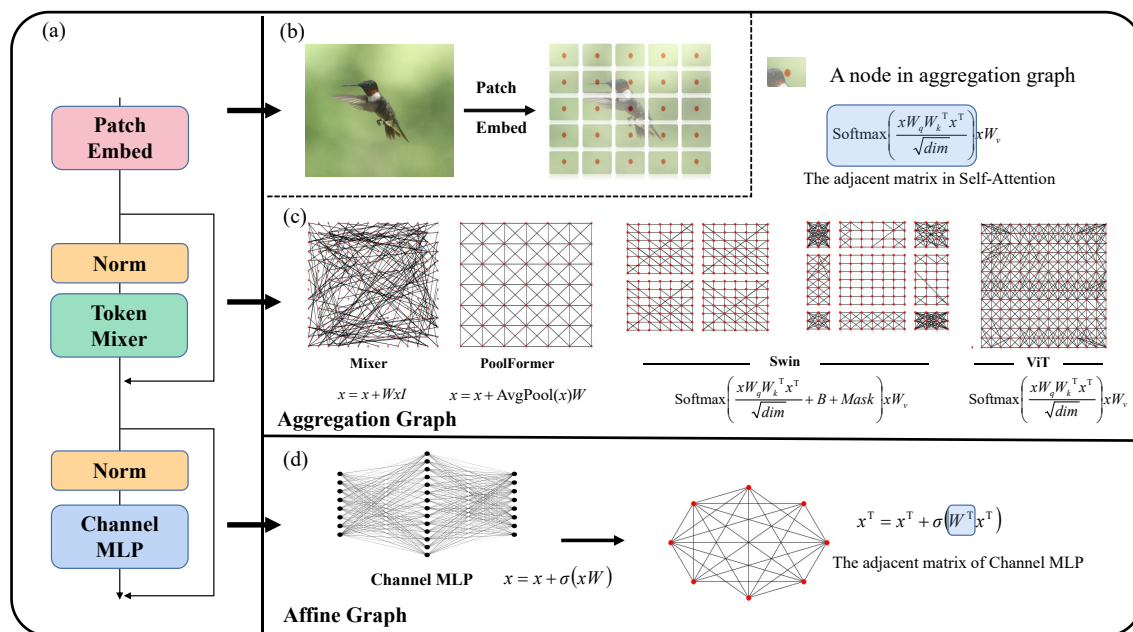 (a)
Patch
Embed
Norm
Token
Mixer
Norm
Channel
MLP
(b)
Patch
Embed
A node in aggregation graph
Softmax(xW_qW_k^T x^T / √dim)xW_v
The adjacent matrix in Self-Attention
(c)
Mixer
PoolFormer
Swin
ViT
x = x + WxI
x = x + AvgPool(x)W
Softmax(xW_qW_k^T x^T / √dim + B + Mask)xW_v
Softmax(xW_qW_k^T x^T / √dim)xW_v
Aggregation Graph
(d)
Channel MLP
x = x + σ(xW)
x^T = x^T + σ(W^T x^T)
The adjacent matrix of Channel MLP
Affine Graph